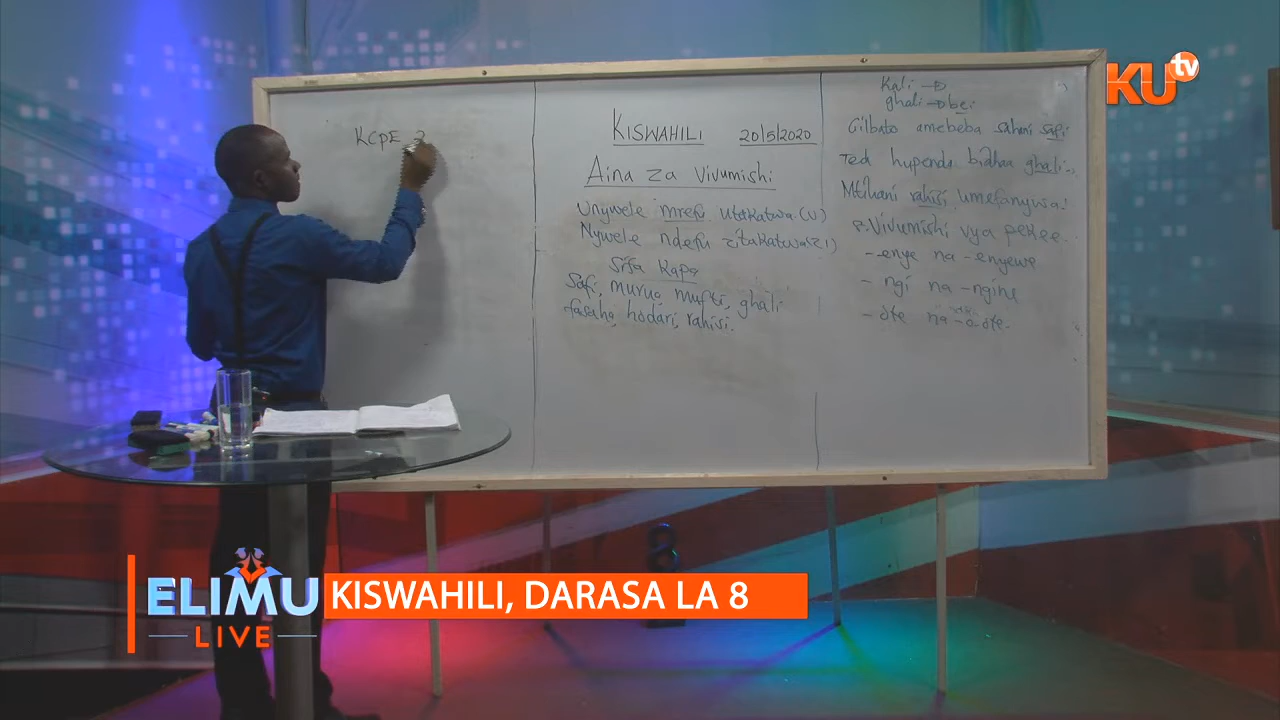 KU tv
KCPE 2
KISWAHILI 20/5/2020
Aina za Vivumishi
Unywele mrefu utakatwa (U)
Nywele ndefu zitakatwa(ZI)
Sifa Kapa
Safi, murua, mufti, ghali
fasaha, hodari, rahisi.
Kali →
ghali → bei
Gilbato amebeba sahani safi
Ted hupenda bidhaa ghali
Mtihani rahisi umefanywa.
Vivumishi vya pekee
- enye na - enyewe
- ngi na - ngine
- ote na - o - ote.
ELIMU
LIVE
KISWAHILI, DARASA LA 8